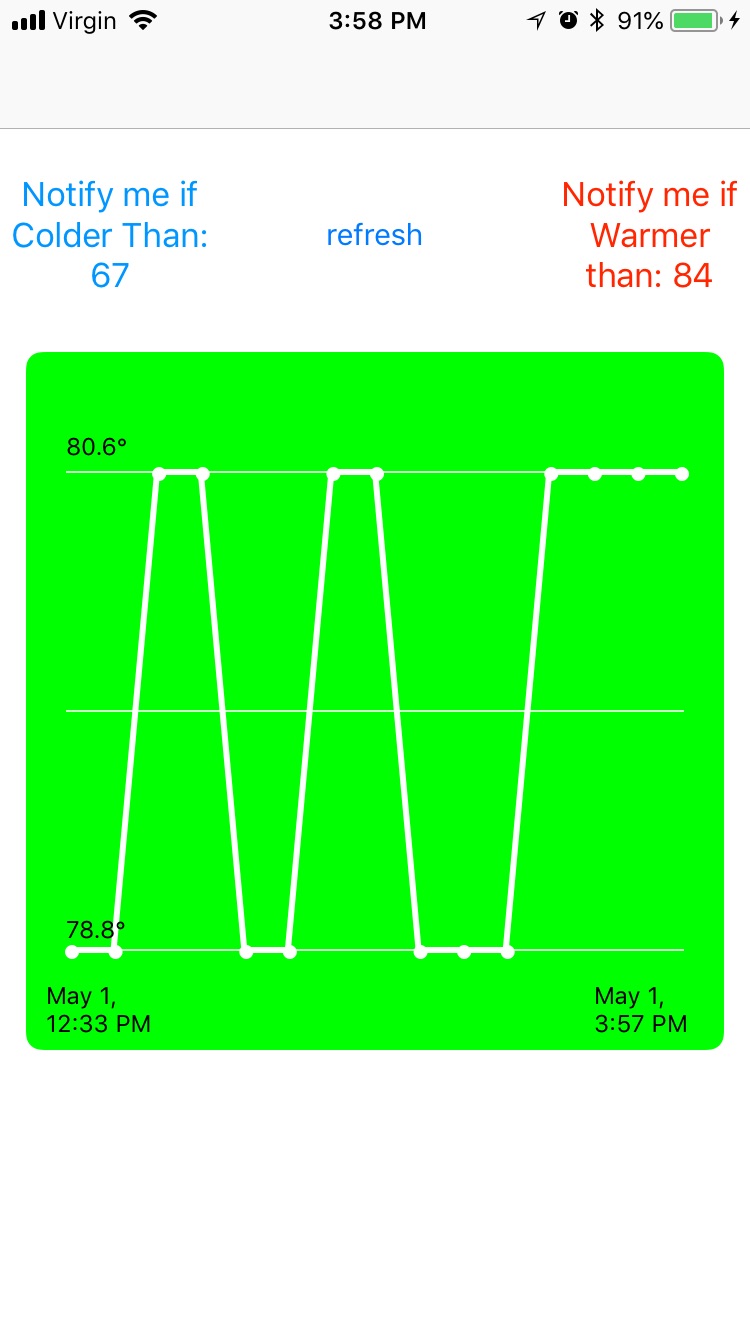 Virgin 3:58 PM 91%
Notify me if
Colder Than:
67
refresh
Notify me if
Warmer
than: 84
80.6°
78.8°
May 1,
12:33 PM
May 1,
3:57 PM